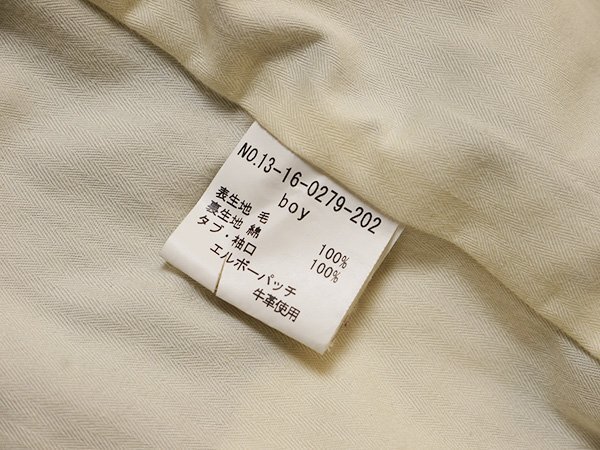 NO.13-16-0279-202
boy
表生地 毛 100%
裏生地 綿 100%
タブ・袖口
エルボーパッチ
牛革使用